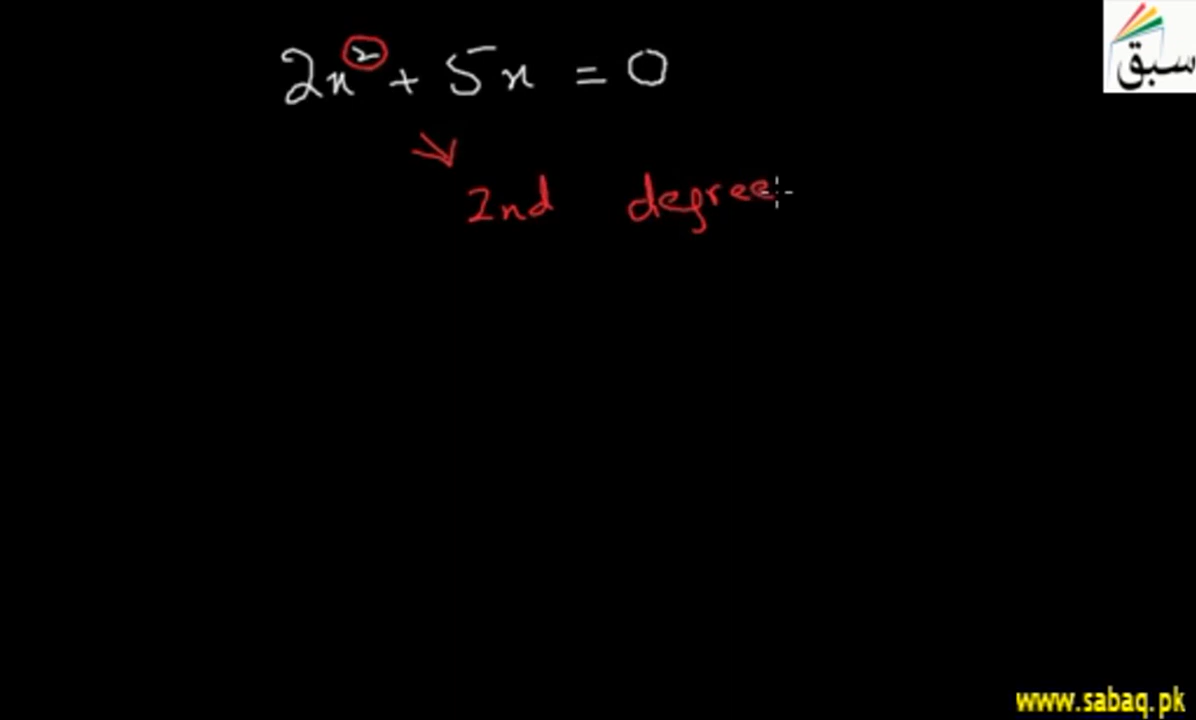 2x² + 5x = 0
2nd degree
سبق
www.sabaq.pk